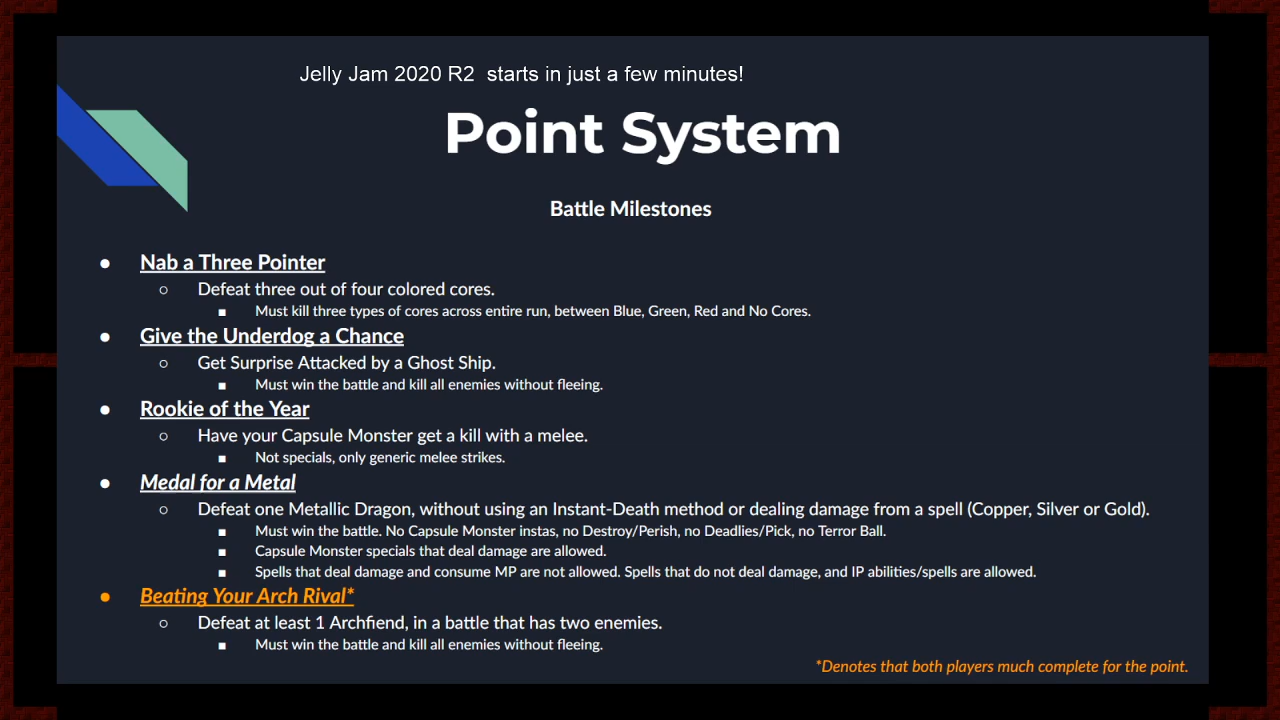 Jelly Jam 2020 R2  starts in just a few minutes!
Point System
Battle Milestones
● Nab a Three Pointer
○ Defeat three out of four colored cores.
■ Must kill three types of cores across entire run, between Blue, Green, Red and No Cores.
● Give the Underdog a Chance
○ Get Surprise Attacked by a Ghost Ship.
■ Must win the battle and kill all enemies without fleeing.
● Rookie of the Year
○ Have your Capsule Monster get a kill with a melee.
■ Not specials, only generic melee strikes.
● Medal for a Metal
○ Defeat one Metallic Dragon, without using an Instant-Death method or dealing damage from a spell (Copper, Silver or Gold).
■ Must win the battle. No Capsule Monster instas, no Destroy/Perish, no Deadlies/Pick, no Terror Ball.
■ Capsule Monster specials that deal damage are allowed.
■ Spells that deal damage and consume MP are not allowed. Spells that do not deal damage, and IP abilities/spells are allowed.
● Beating Your Arch Rival*
○ Defeat at least 1 Archfiend, in a battle that has two enemies.
■ Must win the battle and kill all enemies without fleeing.
*Denotes that both players much complete for the point.